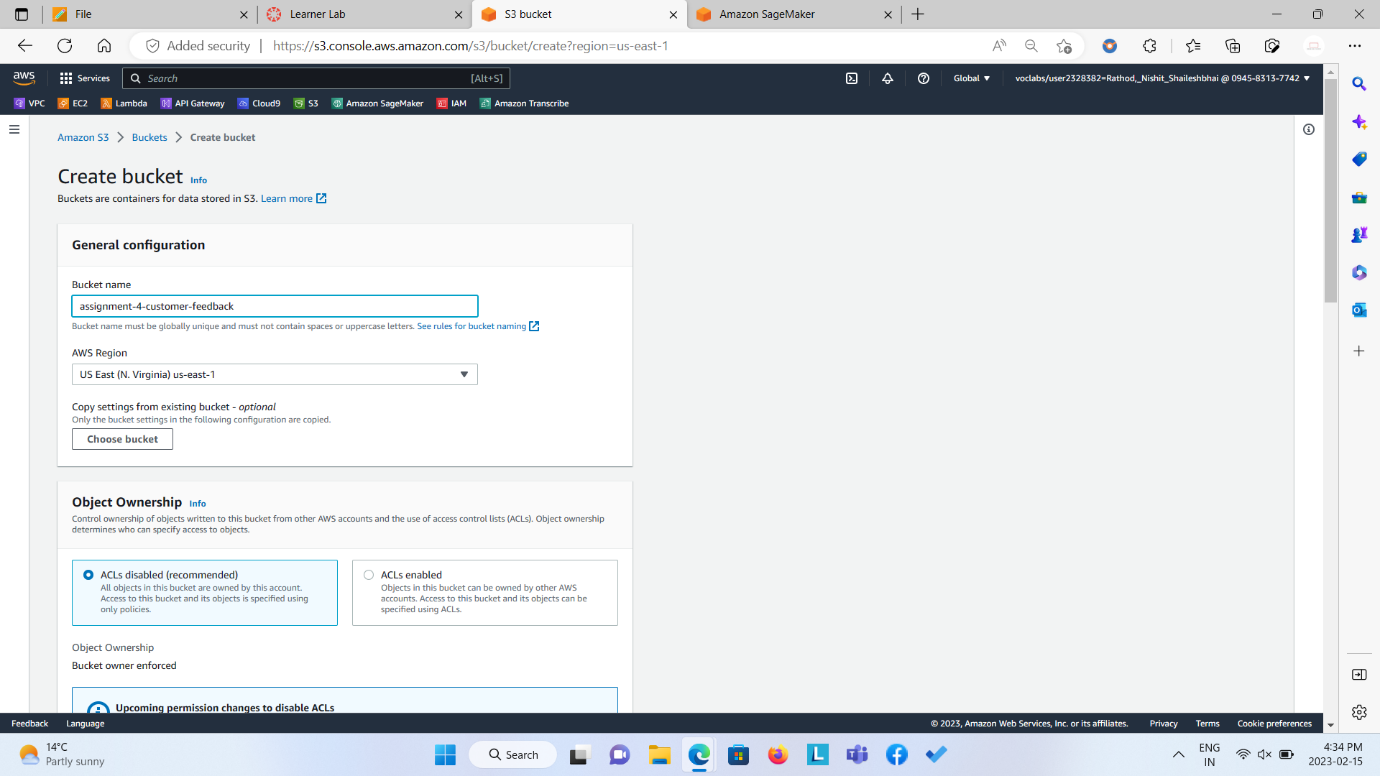 File
Learner Lab
S3 bucket
Amazon SageMaker
Added security
https://s3.console.aws.amazon.com/s3/bucket/create?region=us-east-1
aws
Services
Search
[Alt+S]
Global
voclabs/user2328382=Rathod,_Nishit_Shaileshbhai @ 0945-8313-7742
VPC
EC2
Lambda
API Gateway
Cloud9
S3
Amazon SageMaker
IAM
Amazon Transcribe
Amazon S3 > Buckets > Create bucket
Create bucket Info
Buckets are containers for data stored in S3. Learn more
General configuration
Bucket name
assignment-4-customer-feedback
Bucket name must be globally unique and must not contain spaces or uppercase letters. See rules for bucket naming
AWS Region
US East (N. Virginia) us-east-1
Copy settings from existing bucket - optional
Only the bucket settings in the following configuration are copied.
Choose bucket
Object Ownership Info
Control ownership of objects written to this bucket from other AWS accounts and the use of access control lists (ACLs). Object ownership
determines who can specify access to objects.
ACLs disabled (recommended)
All objects in this bucket are owned by this account.
Access to this bucket and its objects is specified using
only policies.
ACLs enabled
Objects in this bucket can be owned by other AWS
accounts. Access to this bucket and its objects can be
specified using ACLs.
Object Ownership
Bucket owner enforced
Upcoming permission changes to disable ACLs
Feedback
Language
© 2023, Amazon Web Services, Inc. or its affiliates.
Privacy
Terms
Cookie preferences
14°C
Partly sunny
Search
ENG
IN
4:34 PM
2023-02-15